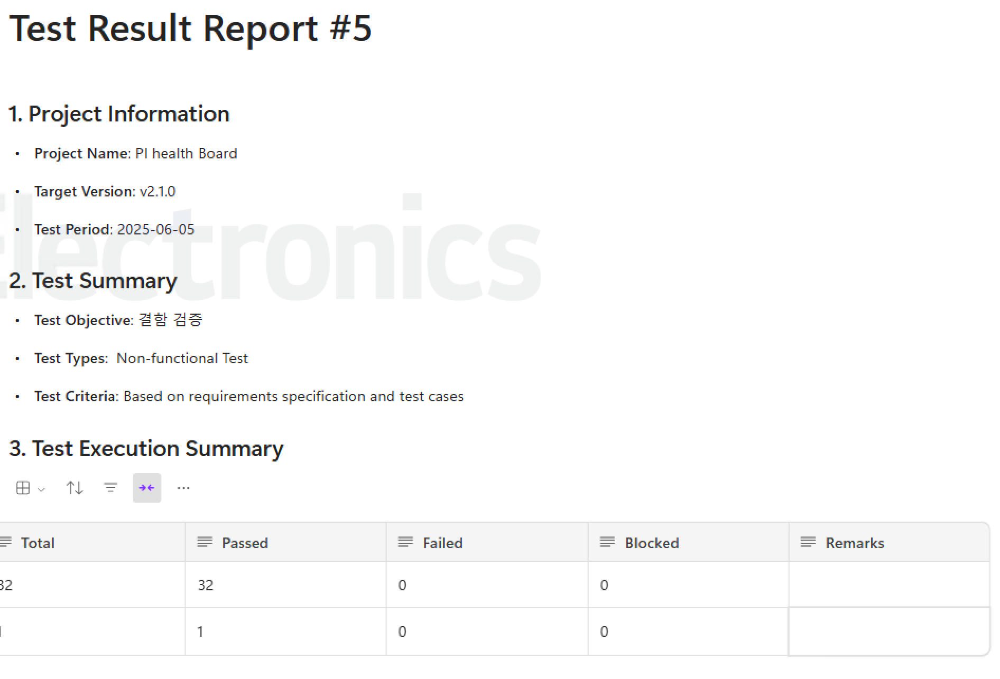 Test Result Report #5
1. Project Information
• Project Name: PI health Board
• Target Version: v2.1.0
• Test Period: 2025-06-05
Electronics
2. Test Summary
• Test Objective: 결함 검증
• Test Types: Non-functional Test
• Test Criteria: Based on requirements specification and test cases
3. Test Execution Summary
Total Passed Failed Blocked Remarks
32 32 0 0
1 1 0 0